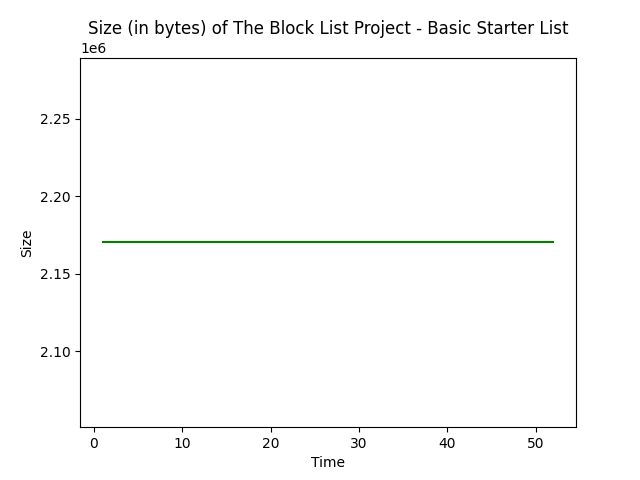 Size (in bytes) of The Block List Project - Basic Starter List
1e6
2.25
2.20
2.15
2.10
Size
0 10 20 30 40 50
Time